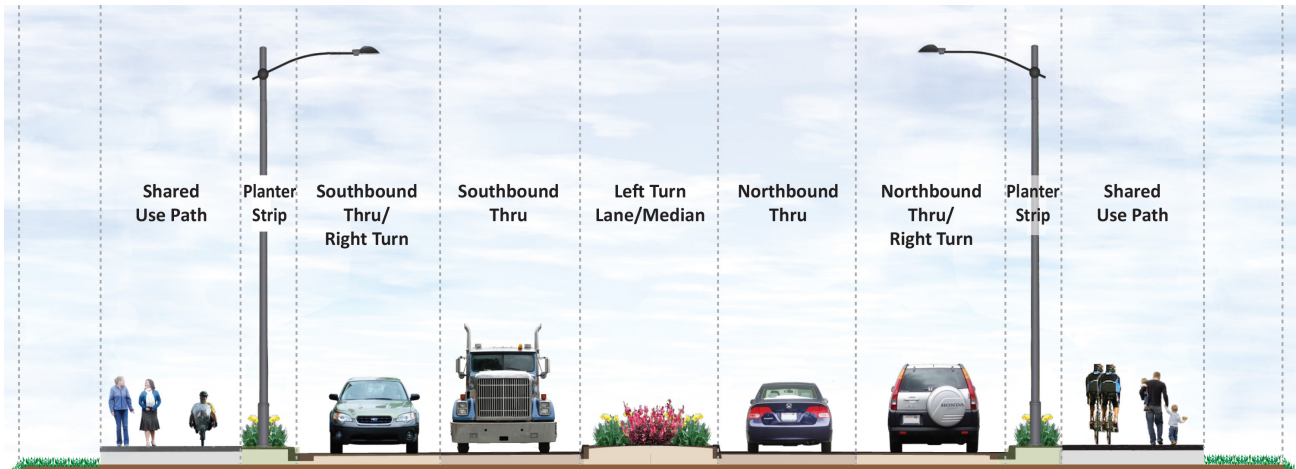 Shared
Use Path
Planter
Strip
Southbound
Thru/
Right Turn
Southbound
Thru
Left Turn
Lane/Median
Northbound
Thru
Northbound
Thru/
Right Turn
Planter
Strip
Shared
Use Path
HONDA